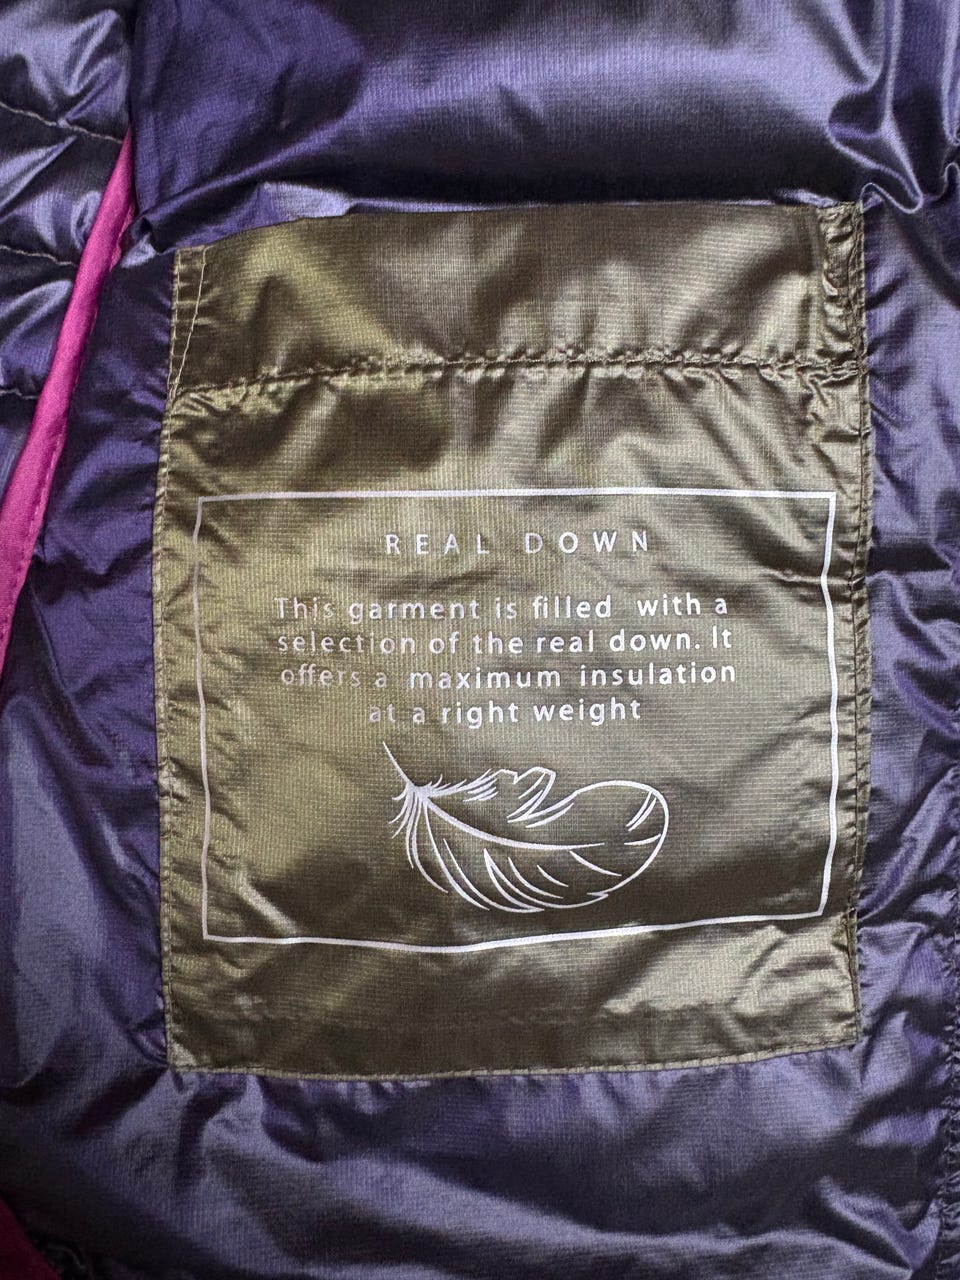 REAL DOWN
This garment is filled with a
selection of the real down. It
offers a maximum insulation
at a right weight